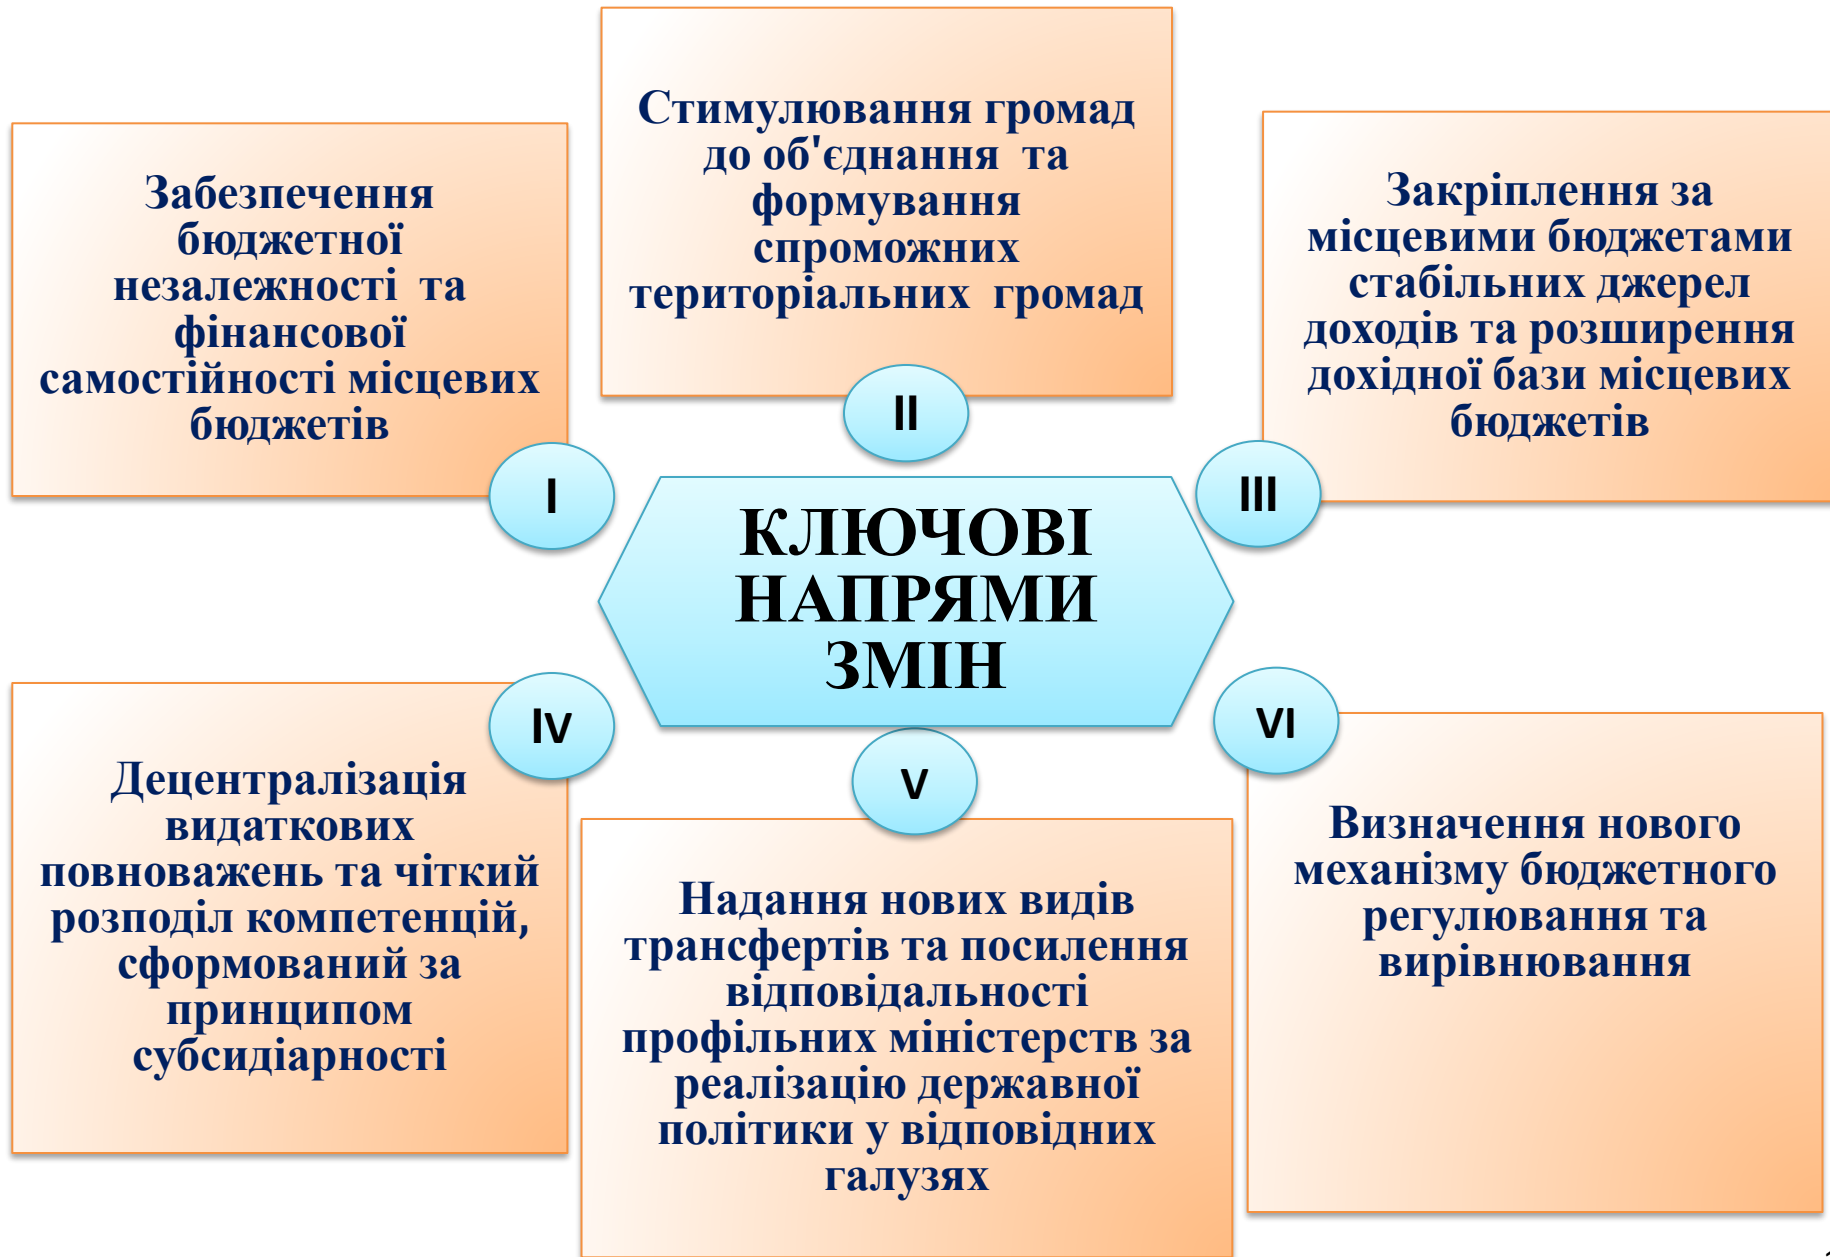 Забезпечення
бюджетної
незалежності та
фінансової
самостійності місцевих
бюджетів
I
Стимулювання громад
до об'єднання та
формування
спроможних
територіальних громад
II
Закріплення за
місцевими бюджетами
стабільних джерел
доходів та розширення
дохідної бази місцевих
бюджетів
III
КЛЮЧОВІ
НАПРЯМИ
ЗМІН
IV
Децентралізація
видаткових
повноважень та чіткий
розподіл компетенцій,
сформований за
принципом
субсидіарності
V
Надання нових видів
трансфертів та посилення
відповідальності
профільних міністерств за
реалізацію державної
політики у відповідних
галузях
VI
Визначення нового
механізму бюджетного
регулювання та
вирівнювання